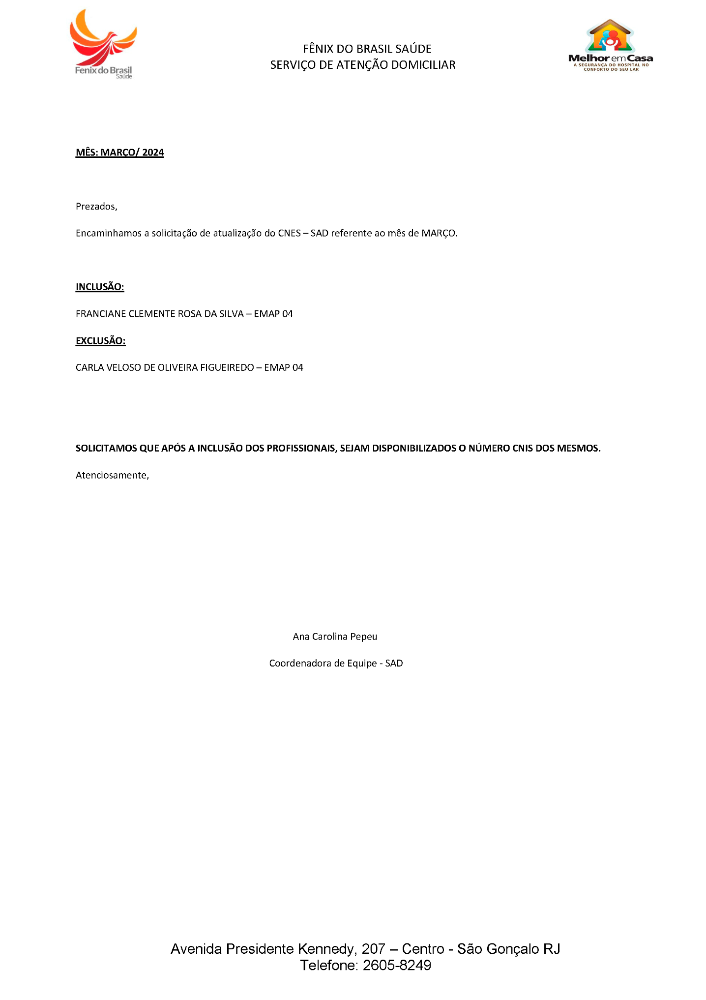 Fenix do Brasil
Saúde
FÊNIX DO BRASIL SAÚDE
SERVIÇO DE ATENÇÃO DOMICILIAR
Melhor em Casa
A SEGURANÇA DO HOSPITAL NO
CONFORTO DO SEU LAR
MÊS: MARÇO/ 2024
Prezados,
Encaminhamos a solicitação de atualização do CNES – SAD referente ao mês de MARÇO.
INCLUSÃO:
FRANCIANE CLEMENTE ROSA DA SILVA – EMAP 04
EXCLUSÃO:
CARLA VELOSO DE OLIVEIRA FIGUEIREDO – EMAP 04
SOLICITAMOS QUE APÓS A INCLUSÃO DOS PROFISSIONAIS, SEJAM DISPONIBILIZADOS O NÚMERO CNIS DOS MESMOS.
Atenciosamente,
Ana Carolina Pepeu
Coordenadora de Equipe - SAD
Avenida Presidente Kennedy, 207 – Centro - São Gonçalo RJ
Telefone: 2605-8249